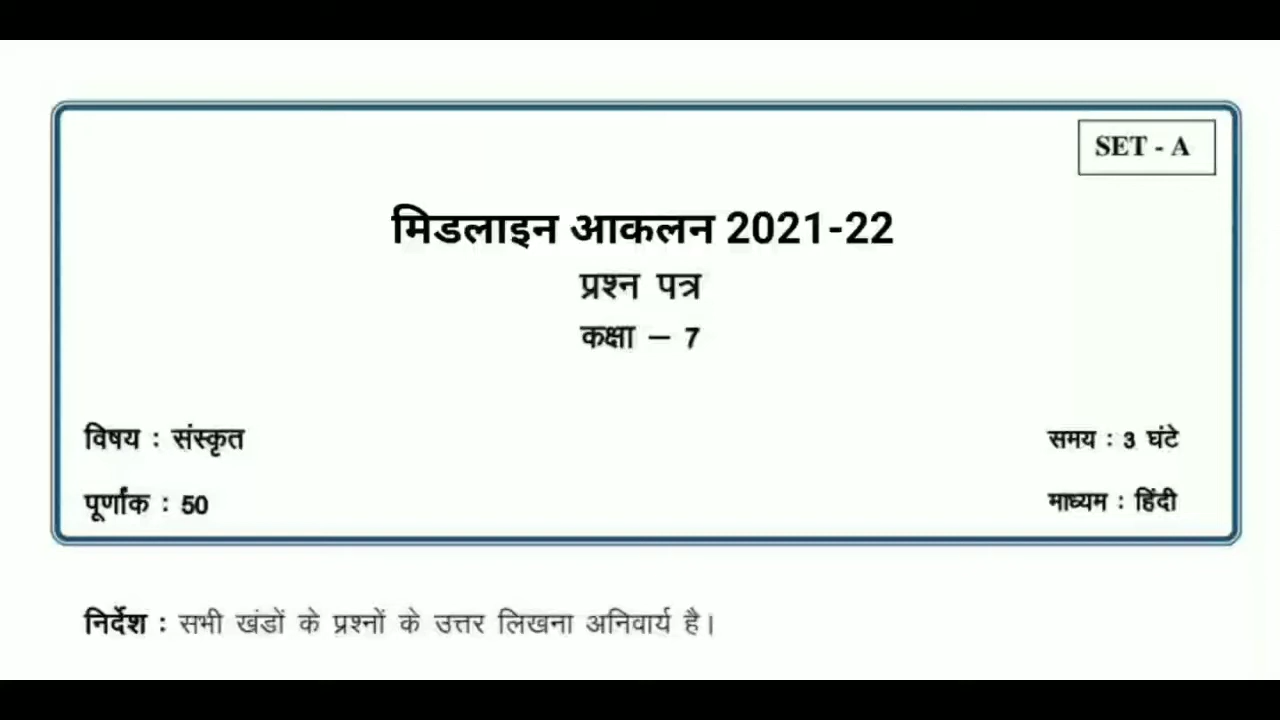 SET - A
मिडलाइन आकलन 2021-22
प्रश्न पत्र
कक्षा – 7
विषय : संस्कृत
समय : 3 घंटे
पूर्णांक : 50
माध्यम : हिंदी
निर्देश : सभी खंडों के प्रश्नों के उत्तर लिखना अनिवार्य है।